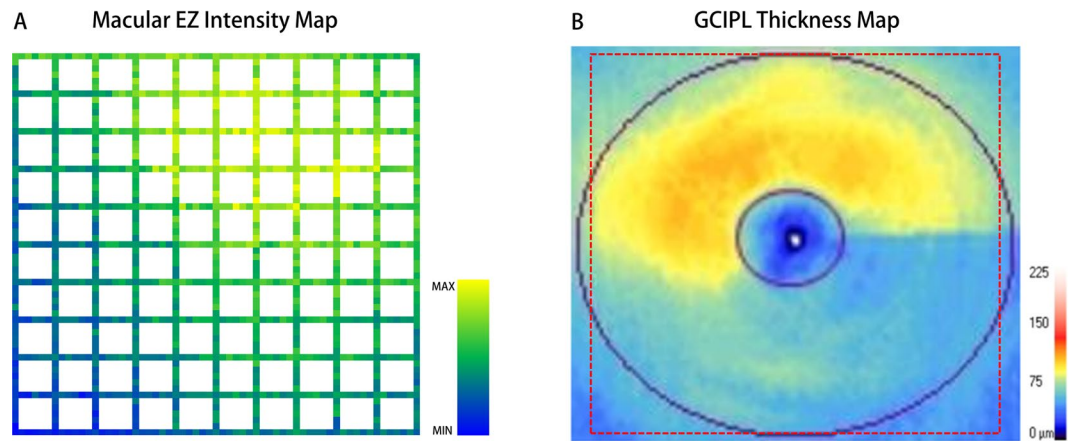 A
Macular EZ Intensity Map
B
GCIPL Thickness Map
MAX
MIN
225
150
75
0 µm